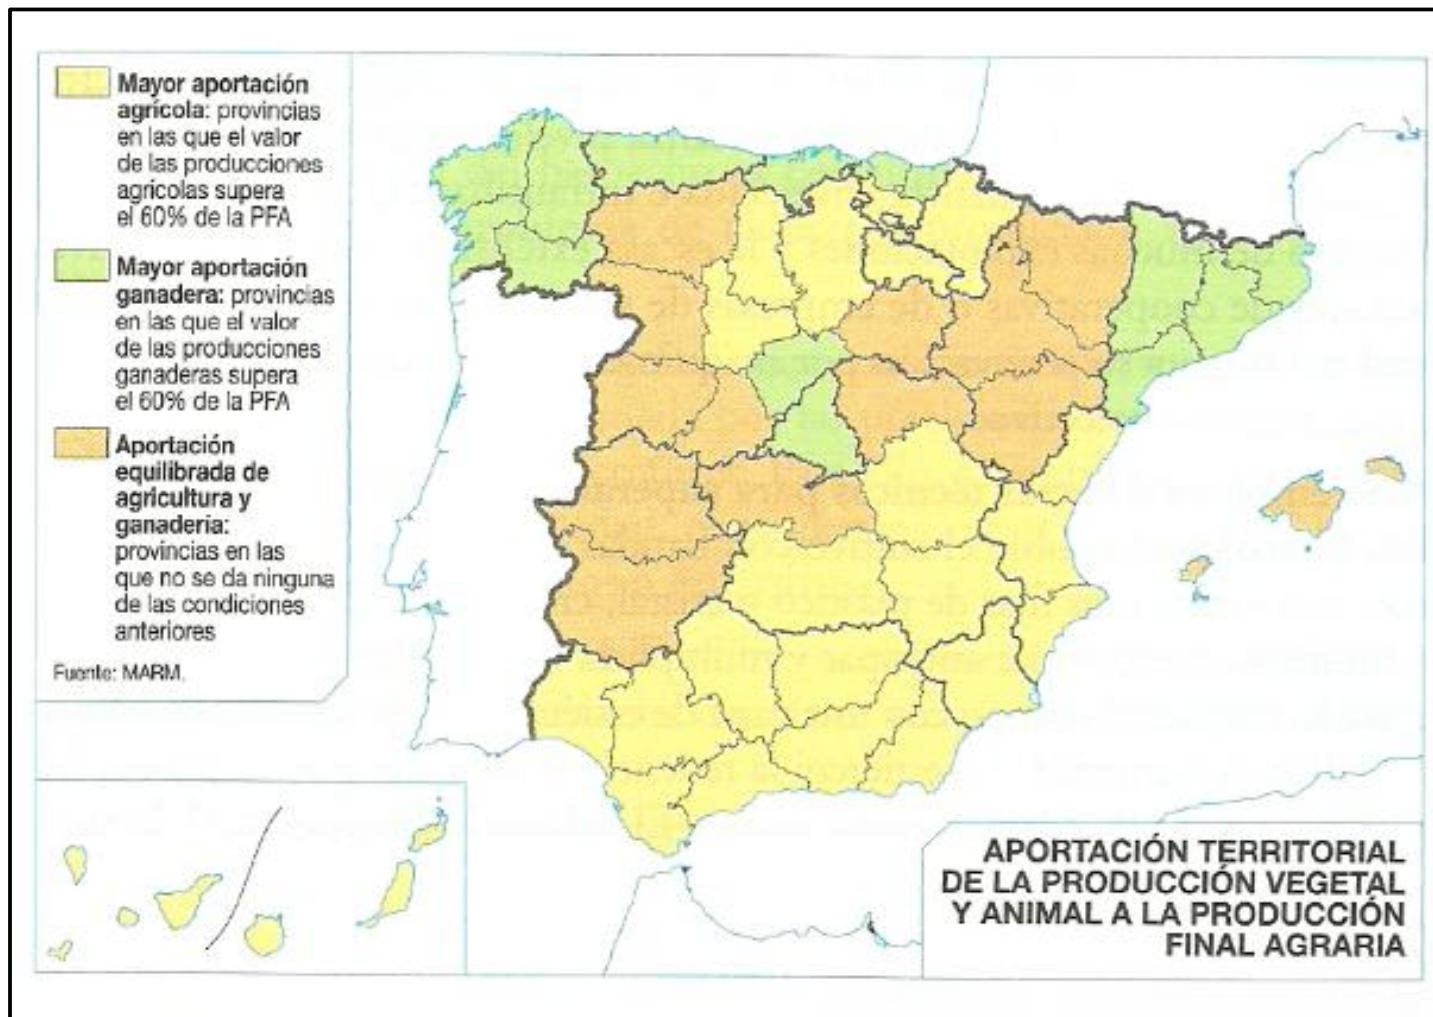 Mayor aportación
agrícola: provincias
en las que el valor
de las producciones
agrícolas supera
el 60% de la PFA
Mayor aportación
ganadera: provincias
en las que el valor
de las producciones
ganaderas supera
el 60% de la PFA
Aportación
equilibrada de
agricultura y
ganadería:
provincias en las
que no se da ninguna
de las condiciones
anteriores
Fuente: MARM.
APORTACIÓN TERRITORIAL
DE LA PRODUCCIÓN VEGETAL
Y ANIMAL A LA PRODUCCIÓN
FINAL AGRARIA